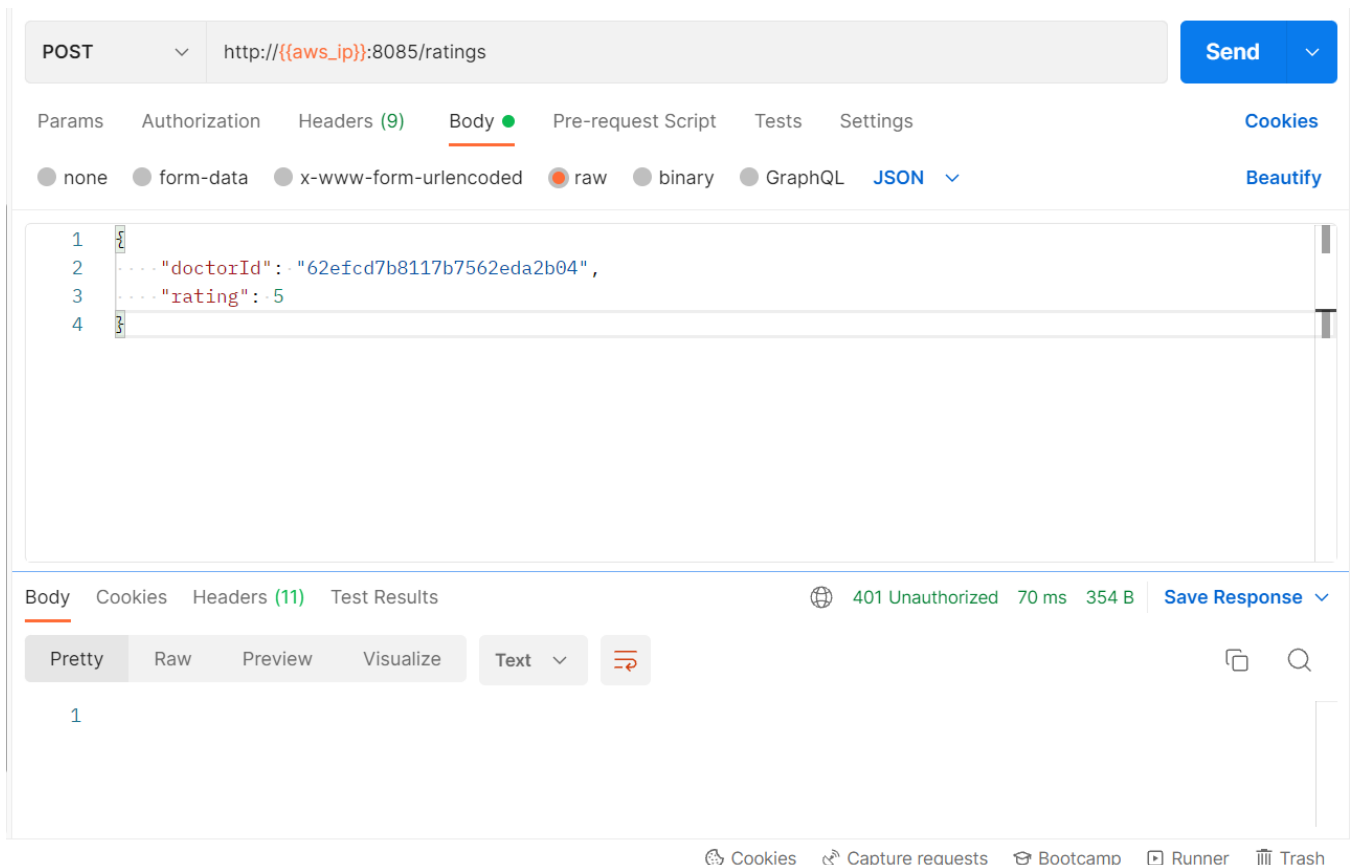 POST http://{{aws_ip}}:8085/ratings Send
Params Authorization Headers (9) Body Pre-request Script Tests Settings Cookies
none form-data x-www-form-urlencoded raw binary GraphQL JSON Beautify
1 {
2 "doctorId": "62efcd7b8117b7562eda2b04",
3 "rating": 5
4 }
Body Cookies Headers (11) Test Results 401 Unauthorized 70 ms 354 B Save Response
Pretty Raw Preview Visualize Text
1
Cookies Capture requests Bootcamp Runner Trash